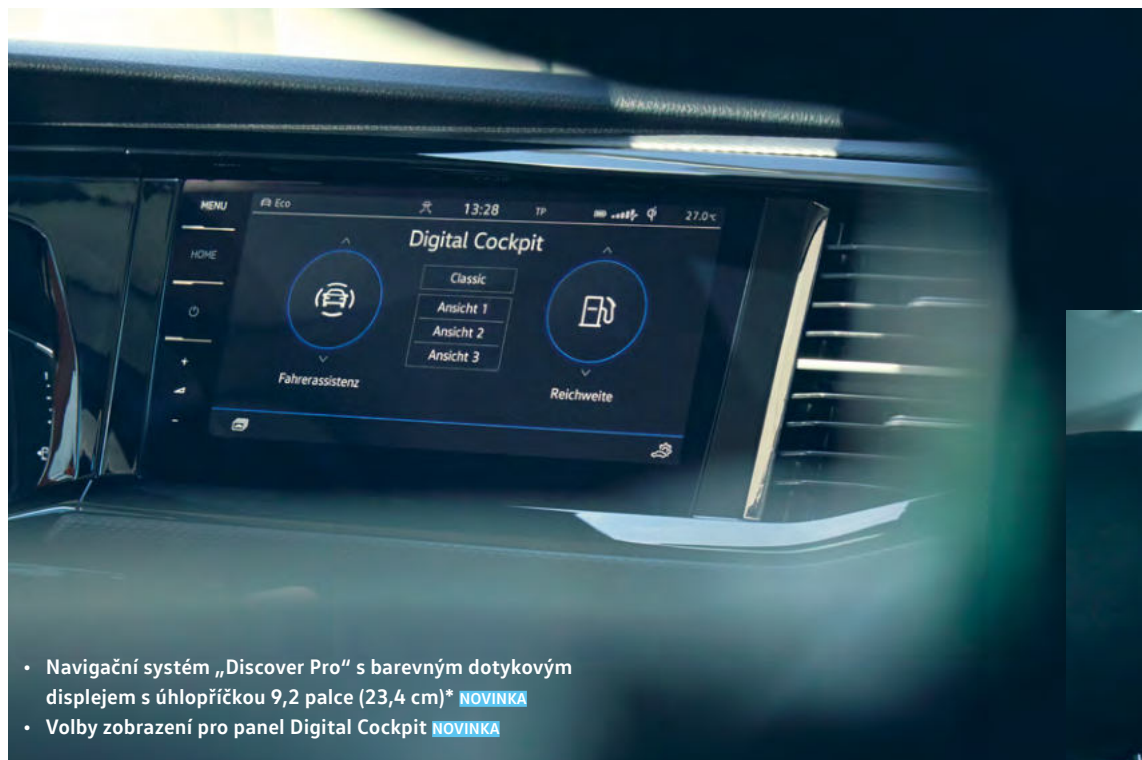 MENU
Eco 13:28 TP 27.0°C
Digital Cockpit
HOME
Classic
Ansicht 1
Ansicht 2
Ansicht 3
Fahrerassistenz
Reichweite
+
-
• Navigační systém „Discover Pro“ s barevným dotykovým
displejem s úhlopříčkou 9,2 palce (23,4 cm)* NOVINKA
• Volby zobrazení pro panel Digital Cockpit NOVINKA